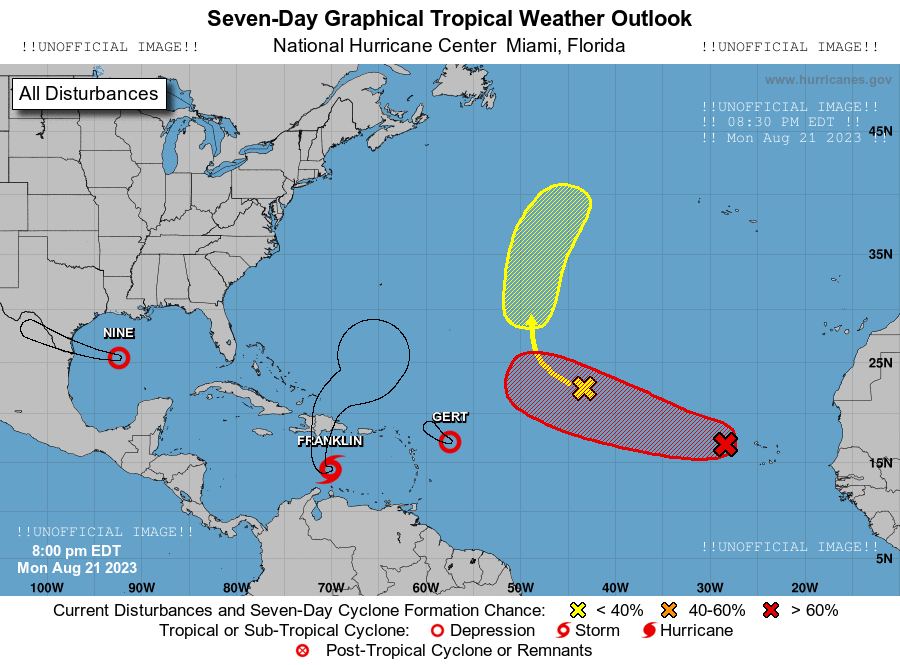 Seven-Day Graphical Tropical Weather Outlook
!!UNOFFICIAL IMAGE!! National Hurricane Center  Miami, Florida !!UNOFFICIAL IMAGE!!
www.hurricanes.gov
All Disturbances
!!UNOFFICIAL IMAGE!!
!! 08:30 PM EDT !!
!! Mon Aug 21 2023 !!
45N
35N
NINE
25N
GERT
FRANKLIN
15N
!!UNOFFICIAL IMAGE!!
!!UNOFFICIAL IMAGE!!
8:00 pm EDT
5N
Mon Aug 21 2023
100W 90W 80W 70W 60W 50W 40W 30W 20W
Current Disturbances and Seven-Day Cyclone Formation Chance: < 40% 40-60% > 60%
Tropical or Sub-Tropical Cyclone: Depression Storm Hurricane
Post-Tropical Cyclone or Remnants